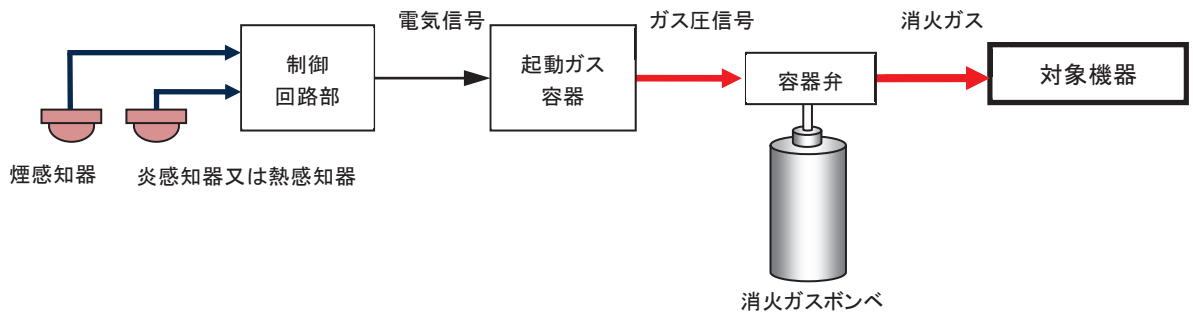 電気信号
ガス圧信号
消火ガス
制御
回路部
起動ガス
容器
容器弁
対象機器
煙感知器
炎感知器又は熱感知器
消火ガスボンベ